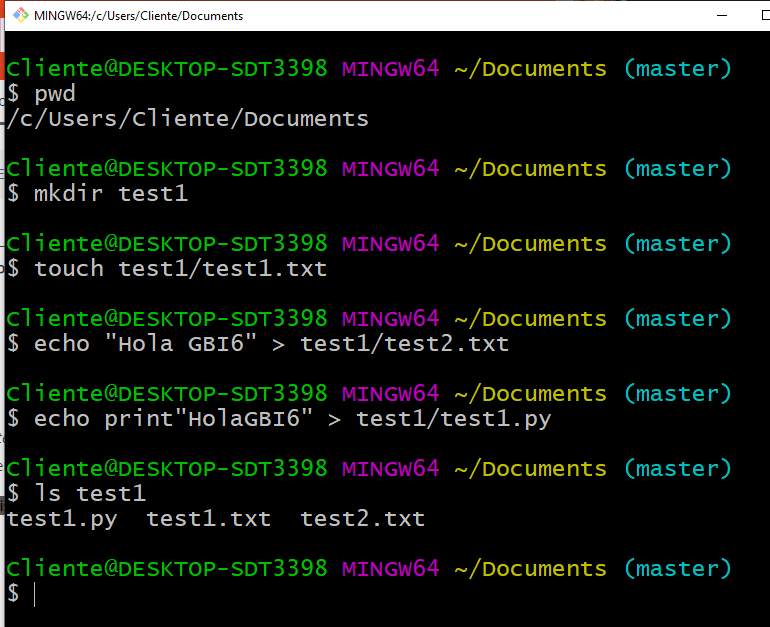 MINGW64:/c/Users/Cliente/Documents
Cliente@DESKTOP-SDT3398 MINGW64 ~/Documents (master)
$ pwd
/c/Users/Cliente/Documents
Cliente@DESKTOP-SDT3398 MINGW64 ~/Documents (master)
$ mkdir test1
Cliente@DESKTOP-SDT3398 MINGW64 ~/Documents (master)
$ touch test1/test1.txt
Cliente@DESKTOP-SDT3398 MINGW64 ~/Documents (master)
$ echo "Hola GBI6" > test1/test2.txt
Cliente@DESKTOP-SDT3398 MINGW64 ~/Documents (master)
$ echo print"HolaGBI6" > test1/test1.py
Cliente@DESKTOP-SDT3398 MINGW64 ~/Documents (master)
$ ls test1
test1.py  test1.txt  test2.txt
Cliente@DESKTOP-SDT3398 MINGW64 ~/Documents (master)
$